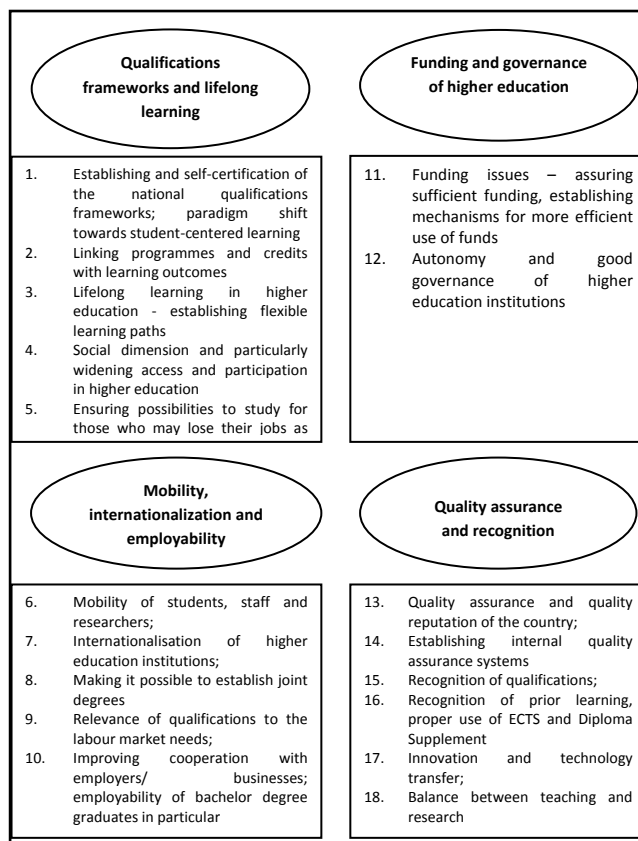 Qualifications
frameworks and lifelong
learning
1. Establishing and self-certification of
the national qualifications
frameworks; paradigm shift
towards student-centered learning
2. Linking programmes and credits
with learning outcomes
3. Lifelong learning in higher
education - establishing flexible
learning paths
4. Social dimension and particularly
widening access and participation
in higher education
5. Ensuring possibilities to study for
those who may lose their jobs as
Funding and governance
of higher education
11. Funding issues – assuring
sufficient funding, establishing
mechanisms for more efficient
use of funds
12. Autonomy and good
governance of higher
education institutions
Mobility,
internationalization and
employability
6. Mobility of students, staff and
researchers;
7. Internationalisation of higher
education institutions;
8. Making it possible to establish joint
degrees
9. Relevance of qualifications to the
labour market needs;
10. Improving cooperation with
employers/ businesses;
employability of bachelor degree
graduates in particular
Quality assurance
and recognition
13. Quality assurance and quality
reputation of the country;
14. Establishing internal quality
assurance systems
15. Recognition of qualifications;
16. Recognition of prior learning,
proper use of ECTS and Diploma
Supplement
17. Innovation and technology
transfer;
18. Balance between teaching and
research